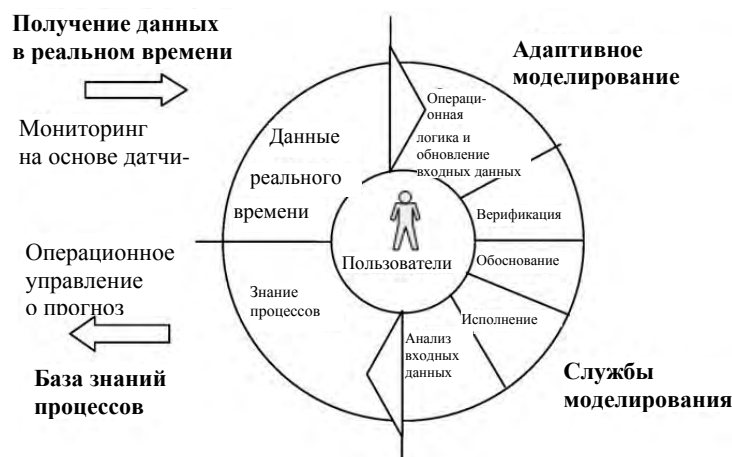 Получение данных
в реальном времени
Мониторинг
на основе датчи-
Операционное
управление
о прогноз
База знаний
процессов
Данные
реального
времени
Знание
процессов
Пользователи
Адаптивное
моделирование
Операци-
онная
логика и
обновление
входных данных
Верификация
Обоснование
Исполнение
Анализ
входных
данных
Службы
моделирования